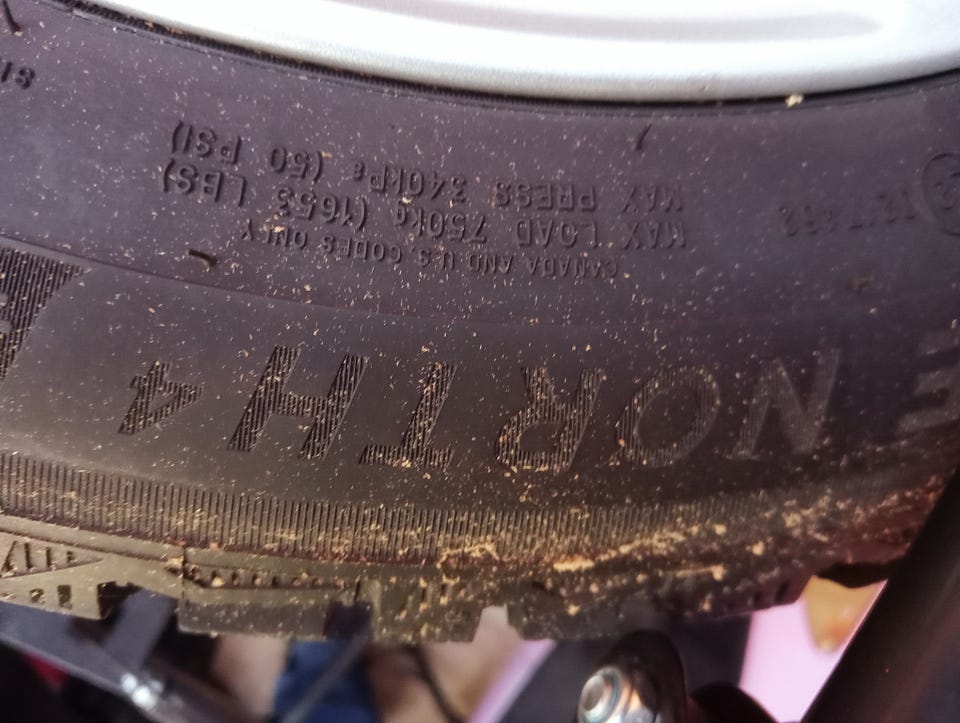 E NORTH 4
CANADA AND U.S. CODES ONLY
MAX LOAD 750KG (1653 LBS)
MAX PRESS 340KPa (50 PSI)